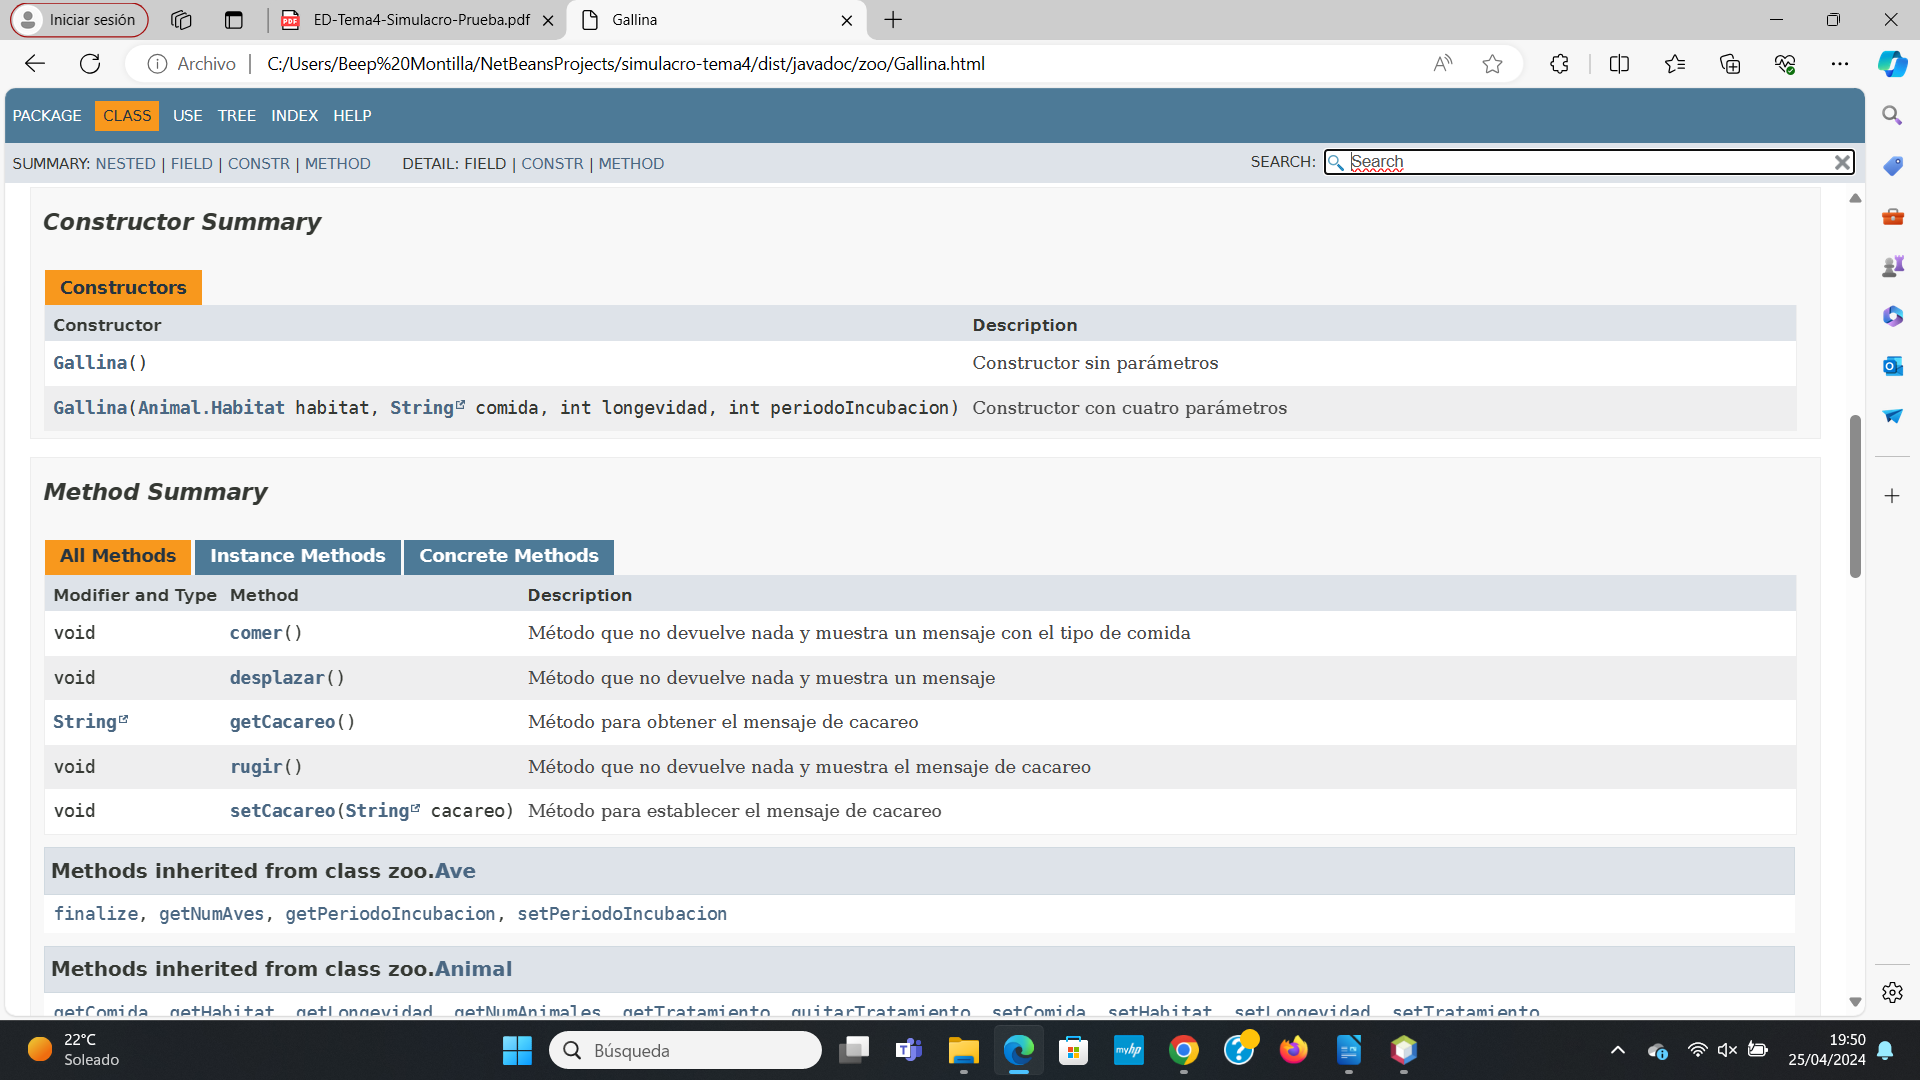 Iniciar sesión
ED-Tema4-Simulacro-Prueba.pdf
Gallina
Archivo
C:/Users/Beep%20Montilla/NetBeansProjects/simulacro-tema4/dist/javadoc/zoo/Gallina.html
PACKAGE CLASS USE TREE INDEX HELP
SUMMARY: NESTED | FIELD | CONSTR | METHOD DETAIL: FIELD | CONSTR | METHOD
SEARCH: Search
Constructor Summary
Constructors
Constructor Description
Gallina() Constructor sin parámetros
Gallina(Animal.Habitat habitat, String comida, int longevidad, int periodoIncubacion) Constructor con cuatro parámetros
Method Summary
All Methods Instance Methods Concrete Methods
Modifier and Type Method Description
void comer() Método que no devuelve nada y muestra un mensaje con el tipo de comida
void desplazar() Método que no devuelve nada y muestra un mensaje
String getCacareo() Método para obtener el mensaje de cacareo
void rugir() Método que no devuelve nada y muestra el mensaje de cacareo
void setCacareo(String cacareo) Método para establecer el mensaje de cacareo
Methods inherited from class zoo.Ave
finalize, getNumAves, getPeriodoIncubacion, setPeriodoIncubacion
Methods inherited from class zoo.Animal
getComida, getHabitat, getLongevidad, getNumAnimales, getTratamiento, quitarTratamiento, setComida, setHabitat, setLongevidad, setTratamiento
22°C
Soleado
Búsqueda
myhp
19:50
25/04/2024